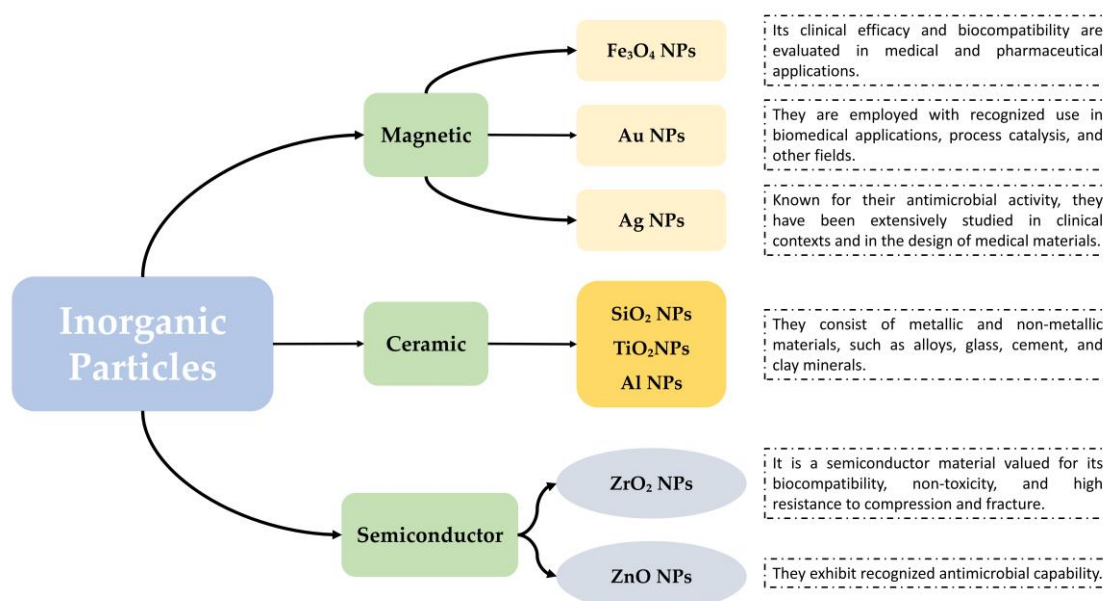 Inorganic
Particles
Magnetic
Fe₃O₄ NPs
Its clinical efficacy and biocompatibility are
evaluated in medical and pharmaceutical
applications.
Au NPs
They are employed with recognized use in
biomedical applications, process catalysis, and
other fields.
Ag NPs
Known for their antimicrobial activity, they
have been extensively studied in clinical
contexts and in the design of medical materials.
Ceramic
SiO₂ NPs
TiO₂NPs
Al NPs
They consist of metallic and non-metallic
materials, such as alloys, glass, cement, and
clay minerals.
Semiconductor
ZrO₂ NPs
It is a semiconductor material valued for its
biocompatibility, non-toxicity, and high
resistance to compression and fracture.
ZnO NPs
They exhibit recognized antimicrobial capability.